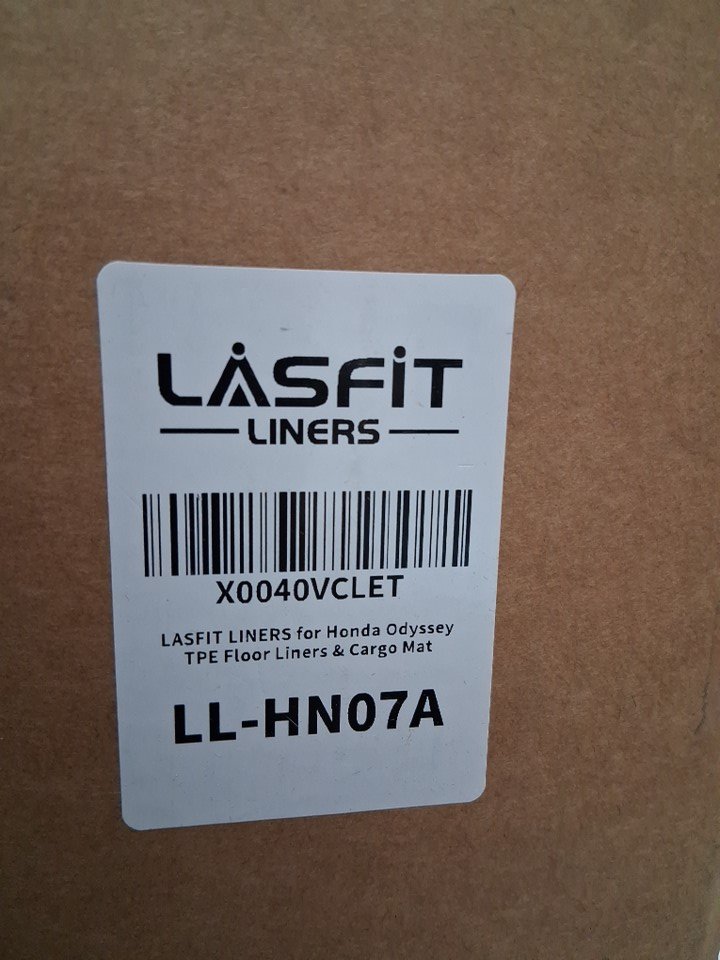 LASFIT
LINERS
X0040VCLET
LASFIT LINERS for Honda Odyssey
TPE Floor Liners & Cargo Mat
LL-HN07A